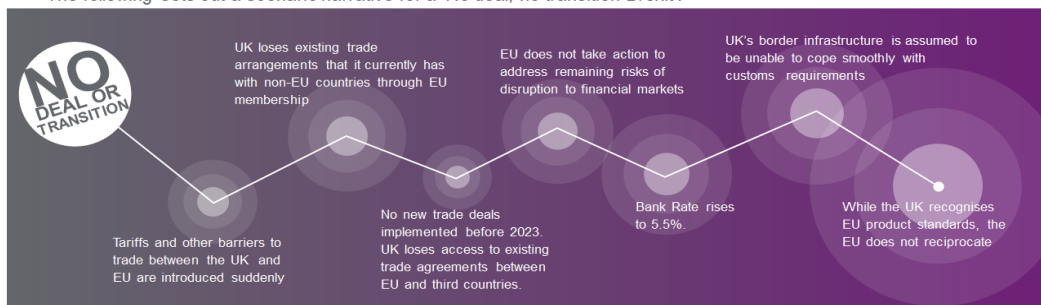 NO
DEAL OR
TRANSITION
Tariffs and other barriers to
trade between the UK and
EU are introduced suddenly
UK loses existing trade
arrangements that it currently has
with non-EU countries through EU
membership
No new trade deals
implemented before 2023.
UK loses access to existing
trade agreements between
EU and third countries.
EU does not take action to
address remaining risks of
disruption to financial markets
Bank Rate rises
to 5.5%.
UK's border infrastructure is assumed to
be unable to cope smoothly with
customs requirements
While the UK recognises
EU product standards, the
EU does not reciprocate